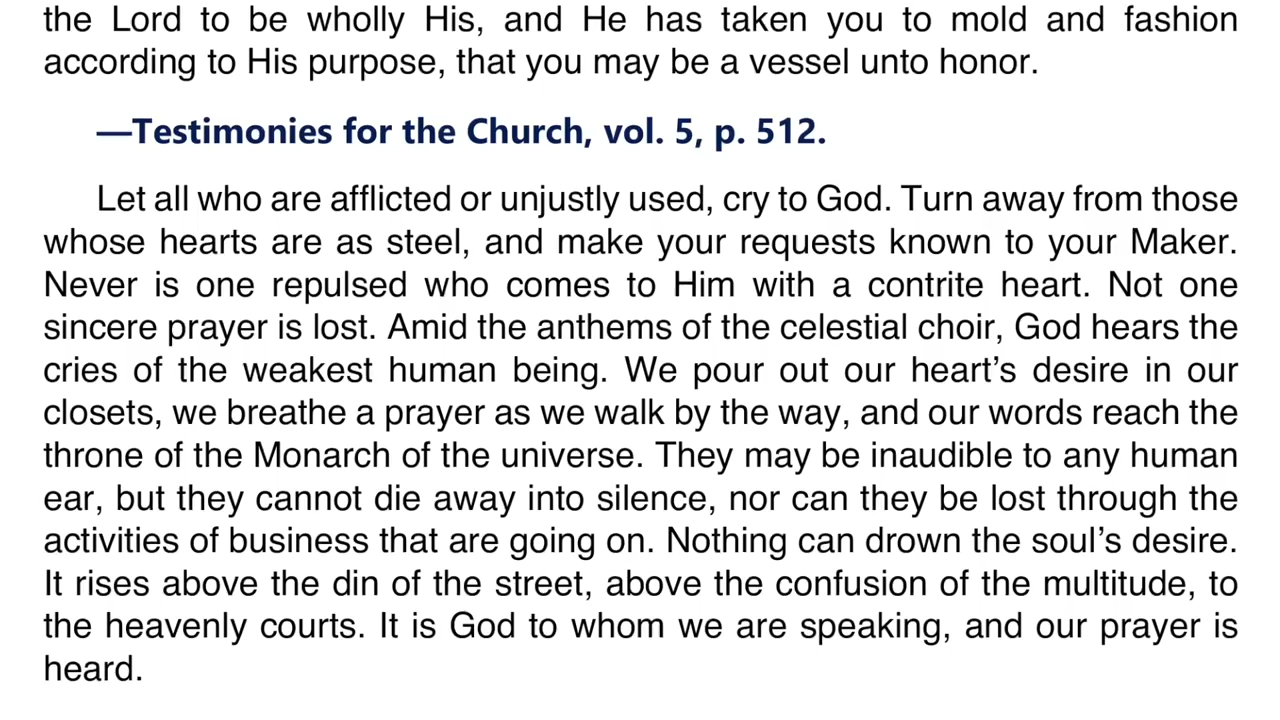 the Lord to be wholly His, and He has taken you to mold and fashion
according to His purpose, that you may be a vessel unto honor.
—Testimonies for the Church, vol. 5, p. 512.
Let all who are afflicted or unjustly used, cry to God. Turn away from those
whose hearts are as steel, and make your requests known to your Maker.
Never is one repulsed who comes to Him with a contrite heart. Not one
sincere prayer is lost. Amid the anthems of the celestial choir, God hears the
cries of the weakest human being. We pour out our heart’s desire in our
closets, we breathe a prayer as we walk by the way, and our words reach the
throne of the Monarch of the universe. They may be inaudible to any human
ear, but they cannot die away into silence, nor can they be lost through the
activities of business that are going on. Nothing can drown the soul’s desire.
It rises above the din of the street, above the confusion of the multitude, to
the heavenly courts. It is God to whom we are speaking, and our prayer is
heard.